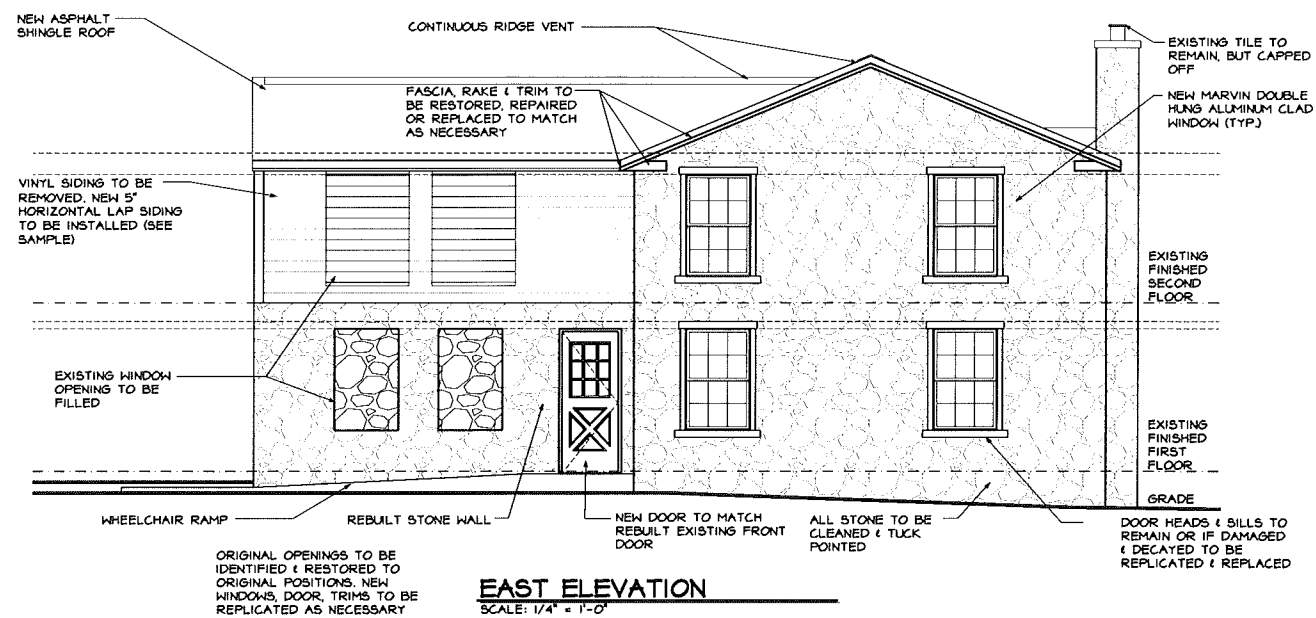 NEW ASPHALT
SHINGLE ROOF
CONTINUOUS RIDGE VENT
EXISTING TILE TO
REMAIN, BUT CAPPED
OFF
FASCIA, RAKE & TRIM TO
BE RESTORED, REPAIRED
OR REPLACED TO MATCH
AS NECESSARY
NEW MARVIN DOUBLE
HUNG ALUMINUM CLAD
WINDOW (TYP.)
VINYL SIDING TO BE
REMOVED. NEW 5"
HORIZONTAL LAP SIDING
TO BE INSTALLED (SEE
SAMPLE)
EXISTING
FINISHED
SECOND
FLOOR
EXISTING WINDOW
OPENING TO BE
FILLED
EXISTING
FINISHED
FIRST
FLOOR
GRADE
WHEELCHAIR RAMP
REBUILT STONE WALL
NEW DOOR TO MATCH
REBUILT EXISTING FRONT
DOOR
ALL STONE TO BE
CLEANED & TUCK
POINTED
DOOR HEADS & SILLS TO
REMAIN OR IF DAMAGED
& DECAYED TO BE
REPLICATED & REPLACED
ORIGINAL OPENINGS TO BE
IDENTIFIED & RESTORED TO
ORIGINAL POSITIONS. NEW
WINDOWS, DOOR, TRIMS TO BE
REPLICATED AS NECESSARY
EAST ELEVATION
SCALE: 1/4" = 1'-0"